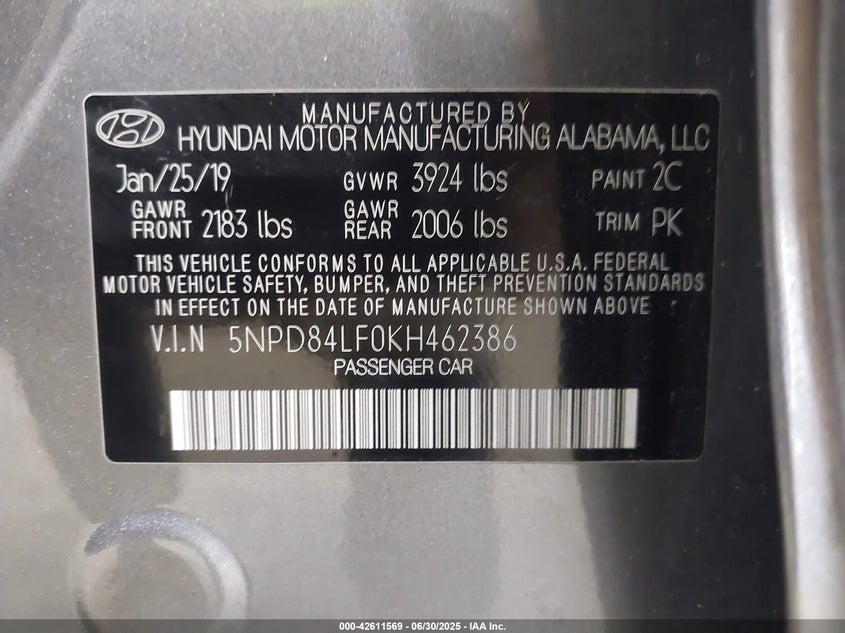 MANUFACTURED BY
HYUNDAI MOTOR MANUFACTURING ALABAMA, LLC
Jan/25/19 GVWR 3924 lbs PAINT 2C
GAWR FRONT 2183 lbs GAWR REAR 2006 lbs TRIM PK
THIS VEHICLE CONFORMS TO ALL APPLICABLE U.S.A. FEDERAL
MOTOR VEHICLE SAFETY, BUMPER, AND THEFT PREVENTION STANDARDS
IN EFFECT ON THE DATE OF MANUFACTURE SHOWN ABOVE
V.I.N 5NPD84LF0KH462386
PASSENGER CAR
000-42611569 — 06/30/2025 — IAA Inc.